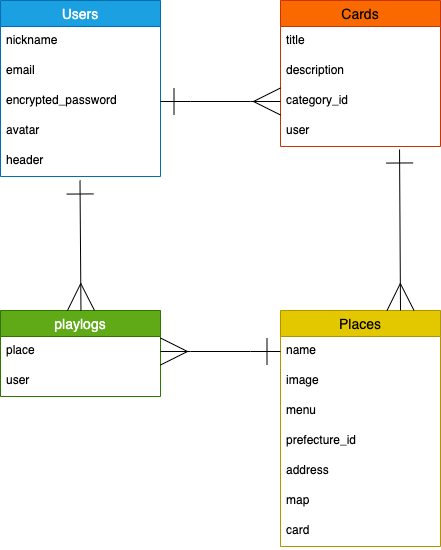 Users
nickname
email
encrypted_password
avatar
header
Cards
title
description
category_id
user
playlogs
place
user
Places
name
image
menu
prefecture_id
address
map
card